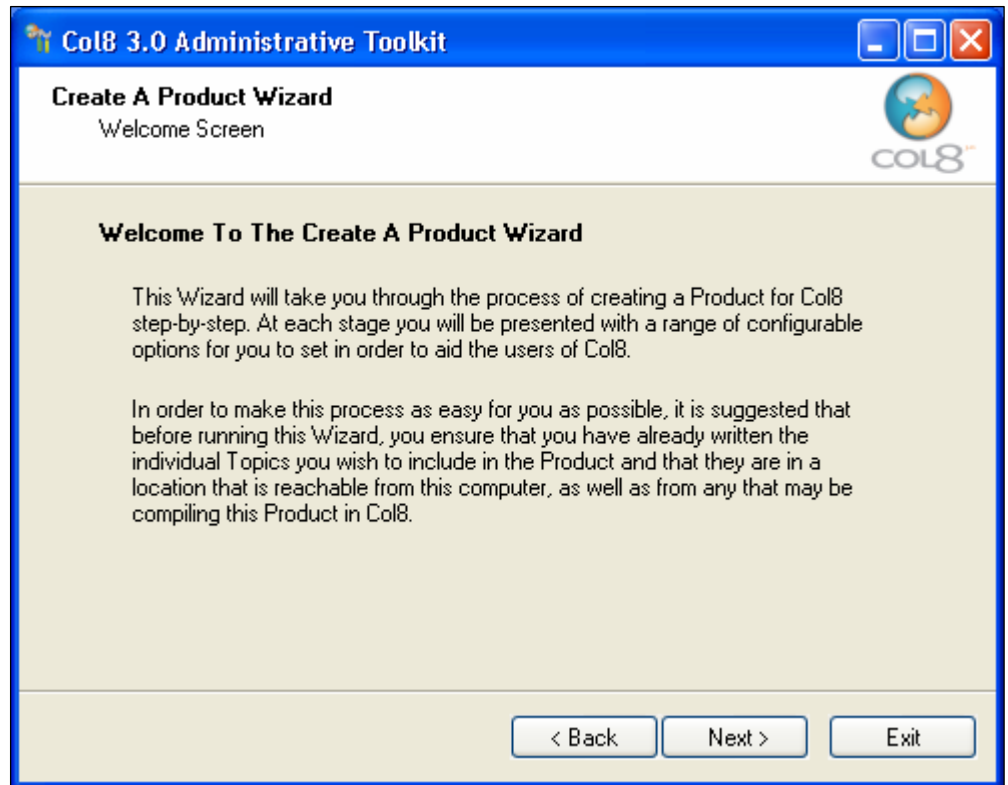 Col8 3.0 Administrative Toolkit
Create A Product Wizard
Welcome Screen
COL8
Welcome To The Create A Product Wizard
This Wizard will take you through the process of creating a Product for Col8
step-by-step. At each stage you will be presented with a range of configurable
options for you to set in order to aid the users of Col8.
In order to make this process as easy for you as possible, it is suggested that
before running this Wizard, you ensure that you have already written the
individual Topics you wish to include in the Product and that they are in a
location that is reachable from this computer, as well as from any that may be
compiling this Product in Col8.
< Back
Next >
Exit